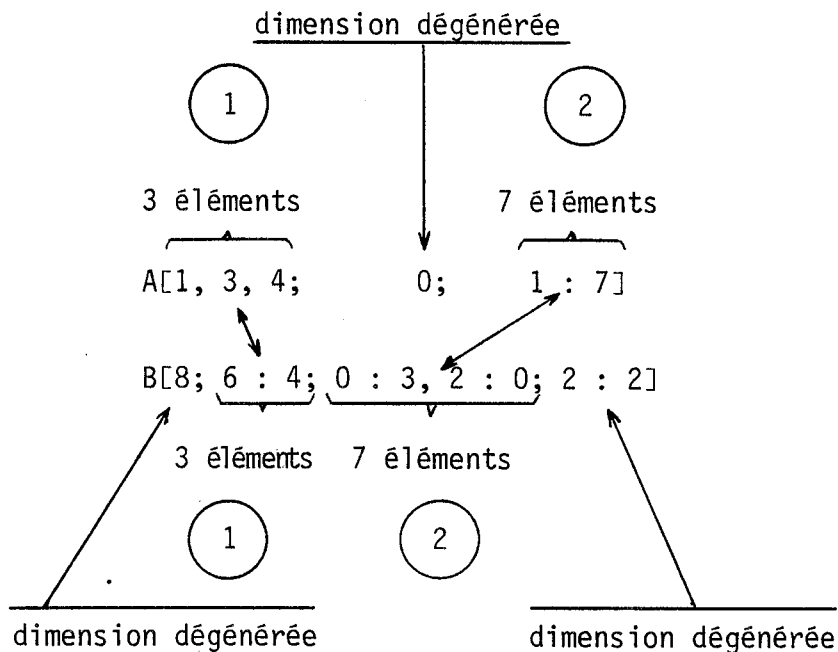 dimension dégénérée
1 2
3 éléments 7 éléments
A[1, 3, 4; 0; 1 : 7]
B[8; 6 : 4; 0 : 3, 2 : 0; 2 : 2]
3 éléments 7 éléments
1 2
dimension dégénérée dimension dégénérée